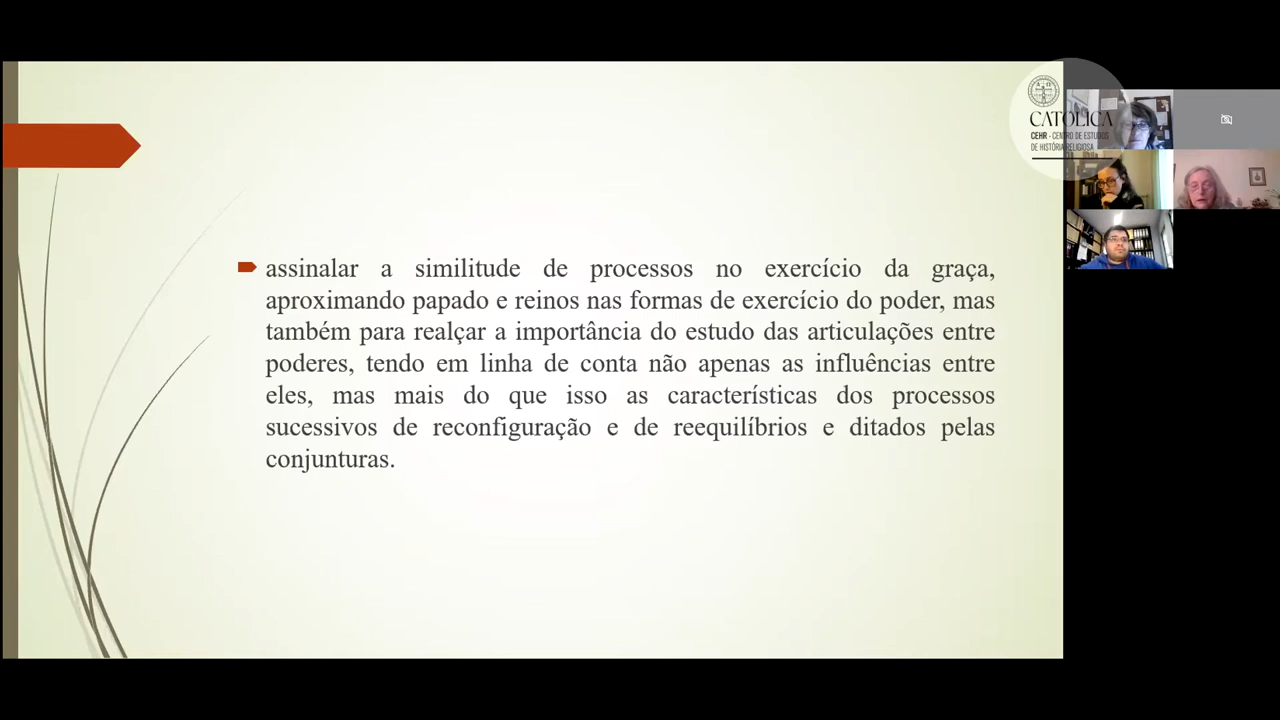 assinalar a similitude de processos no exercício da graça,
aproximando papado e reinos nas formas de exercício do poder, mas
também para realçar a importância do estudo das articulações entre
poderes, tendo em linha de conta não apenas as influências entre
eles, mas mais do que isso as características dos processos
sucessivos de reconfiguração e de reequilíbrios e ditados pelas
conjunturas.
CATOLICA
CEHR - CENTRO DE ESTUDOS
DE HISTÓRIA RELIGIOSA